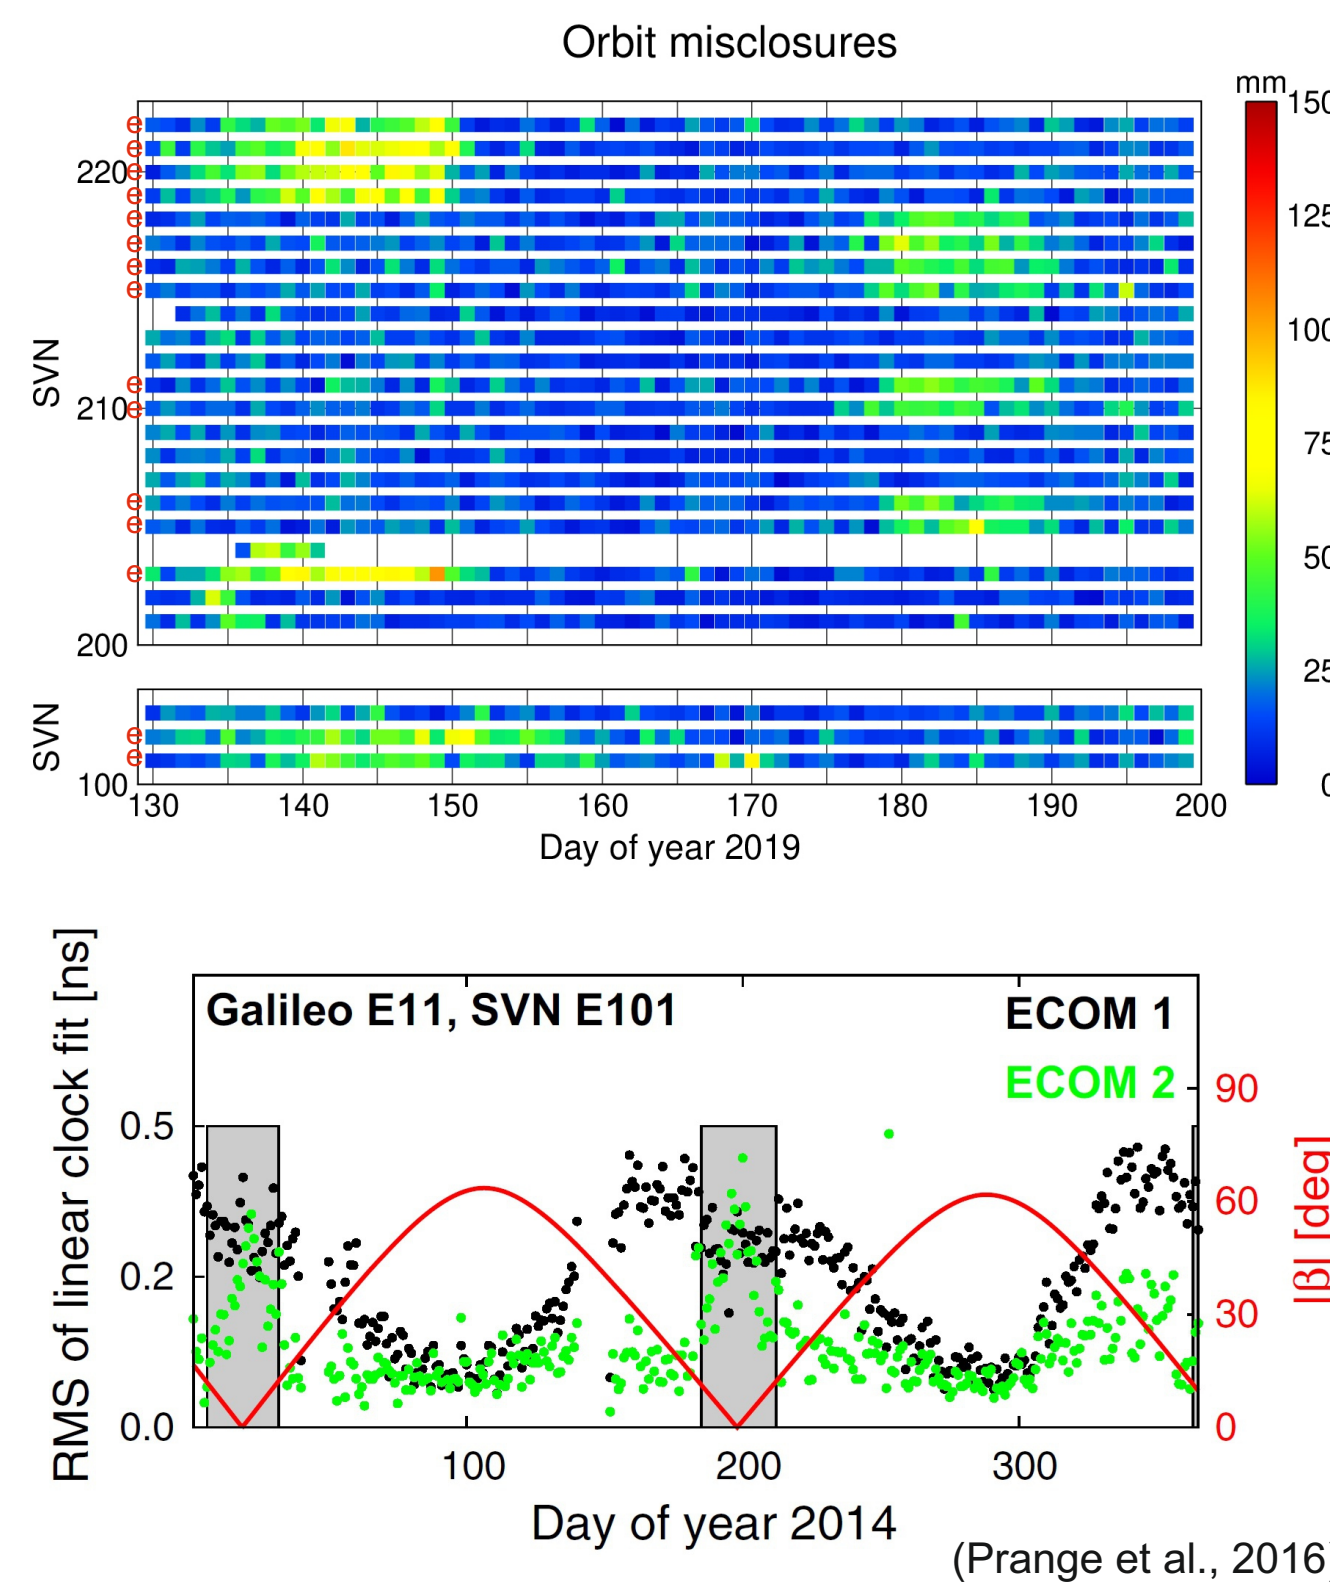 Orbit misclosures
mm
150
125
100
75
50
25
0
SVN
220
210
200
e
e
e
e
e
e
e
e
e
e
e
e
e
SVN
100
e
e
130 140 150 160 170 180 190 200
Day of year 2019
RMS of linear clock fit [ns]
Galileo E11, SVN E101
ECOM 1
ECOM 2
0.5
0.2
0.0
90
60
30
0
|β| [deg]
100 200 300
Day of year 2014
(Prange et al., 2016)